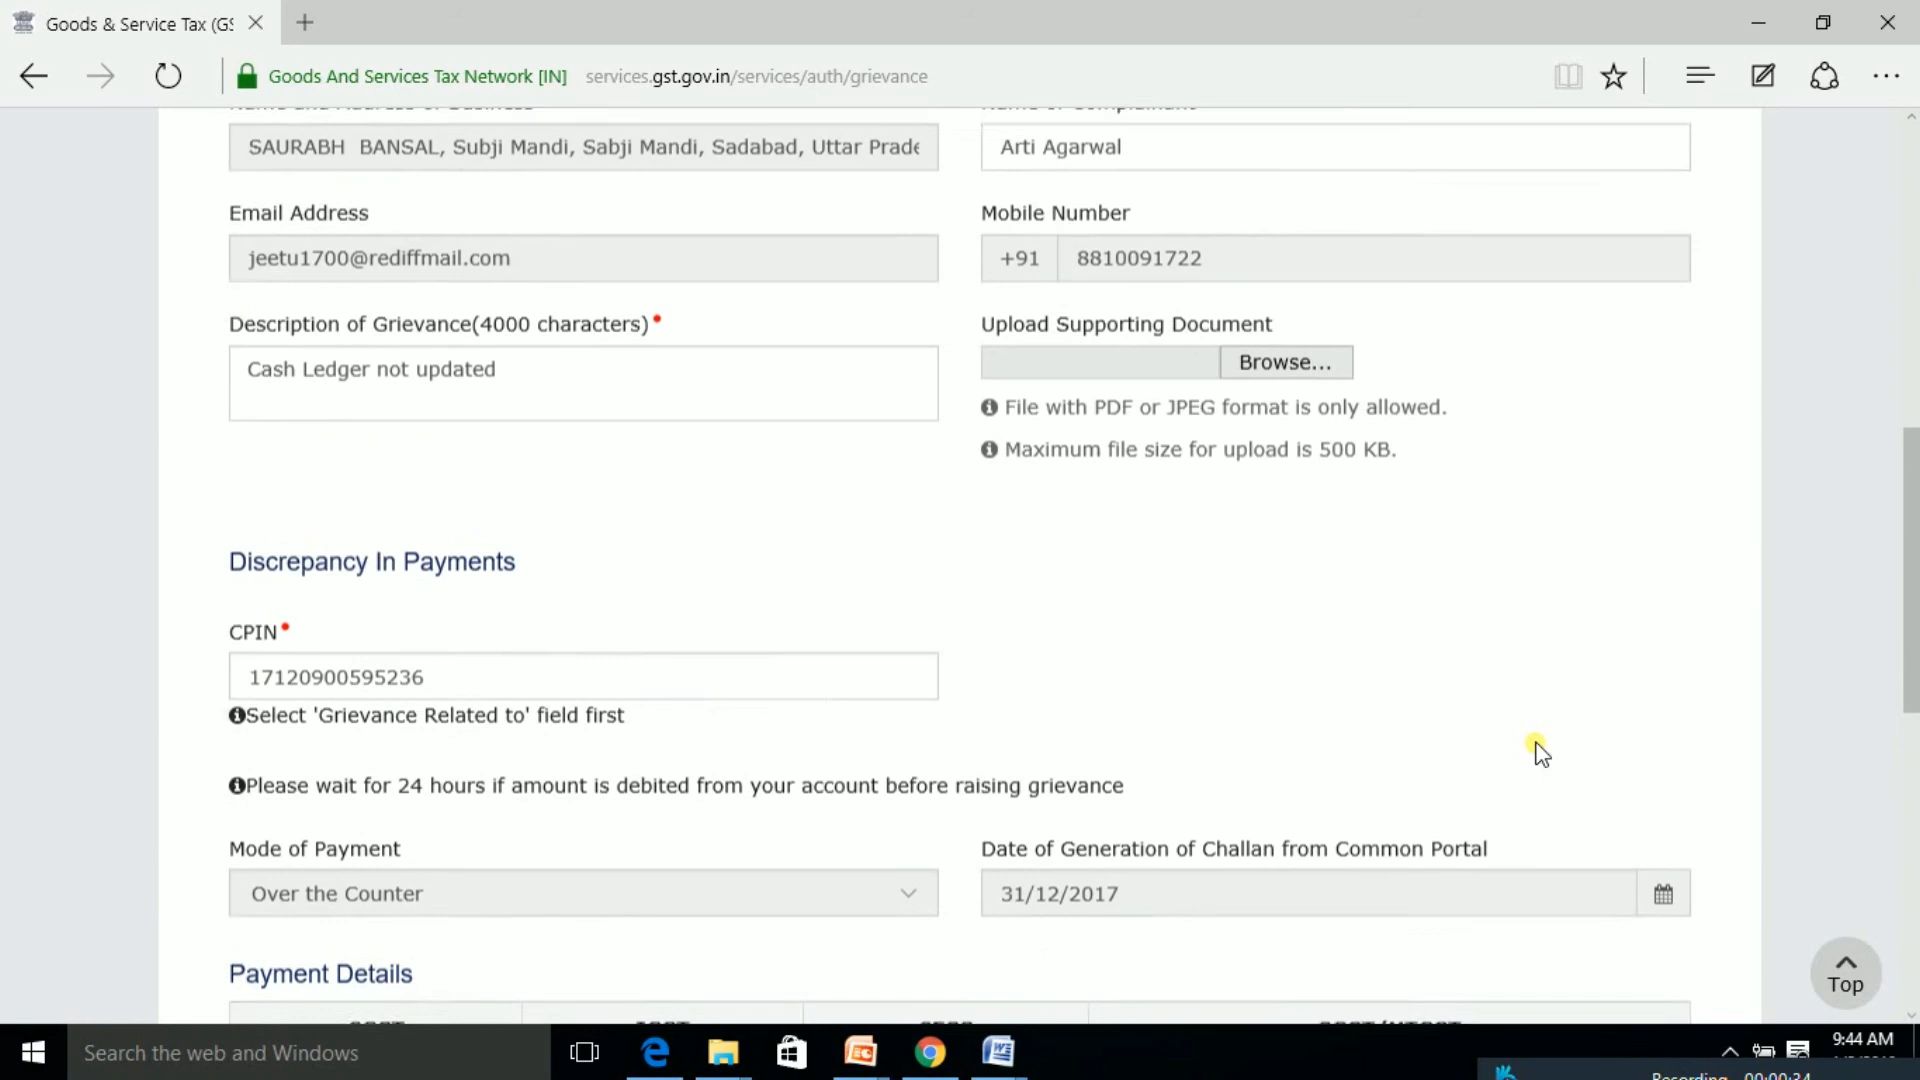 Goods & Service Tax (GS
Goods And Services Tax Network [IN] services.gst.gov.in/services/auth/grievance
SAURABH BANSAL, Subji Mandi, Sabji Mandi, Sadabad, Uttar Prade
Arti Agarwal
Email Address
Mobile Number
jeetu1700@rediffmail.com
+91 8810091722
Description of Grievance(4000 characters)
Upload Supporting Document
Cash Ledger not updated
Browse...
File with PDF or JPEG format is only allowed.
Maximum file size for upload is 500 KB.
Discrepancy In Payments
CPIN
17120900595236
Select 'Grievance Related to' field first
Please wait for 24 hours if amount is debited from your account before raising grievance
Mode of Payment
Date of Generation of Challan from Common Portal
Over the Counter
31/12/2017
Payment Details
Top
Search the web and Windows
9:44 AM